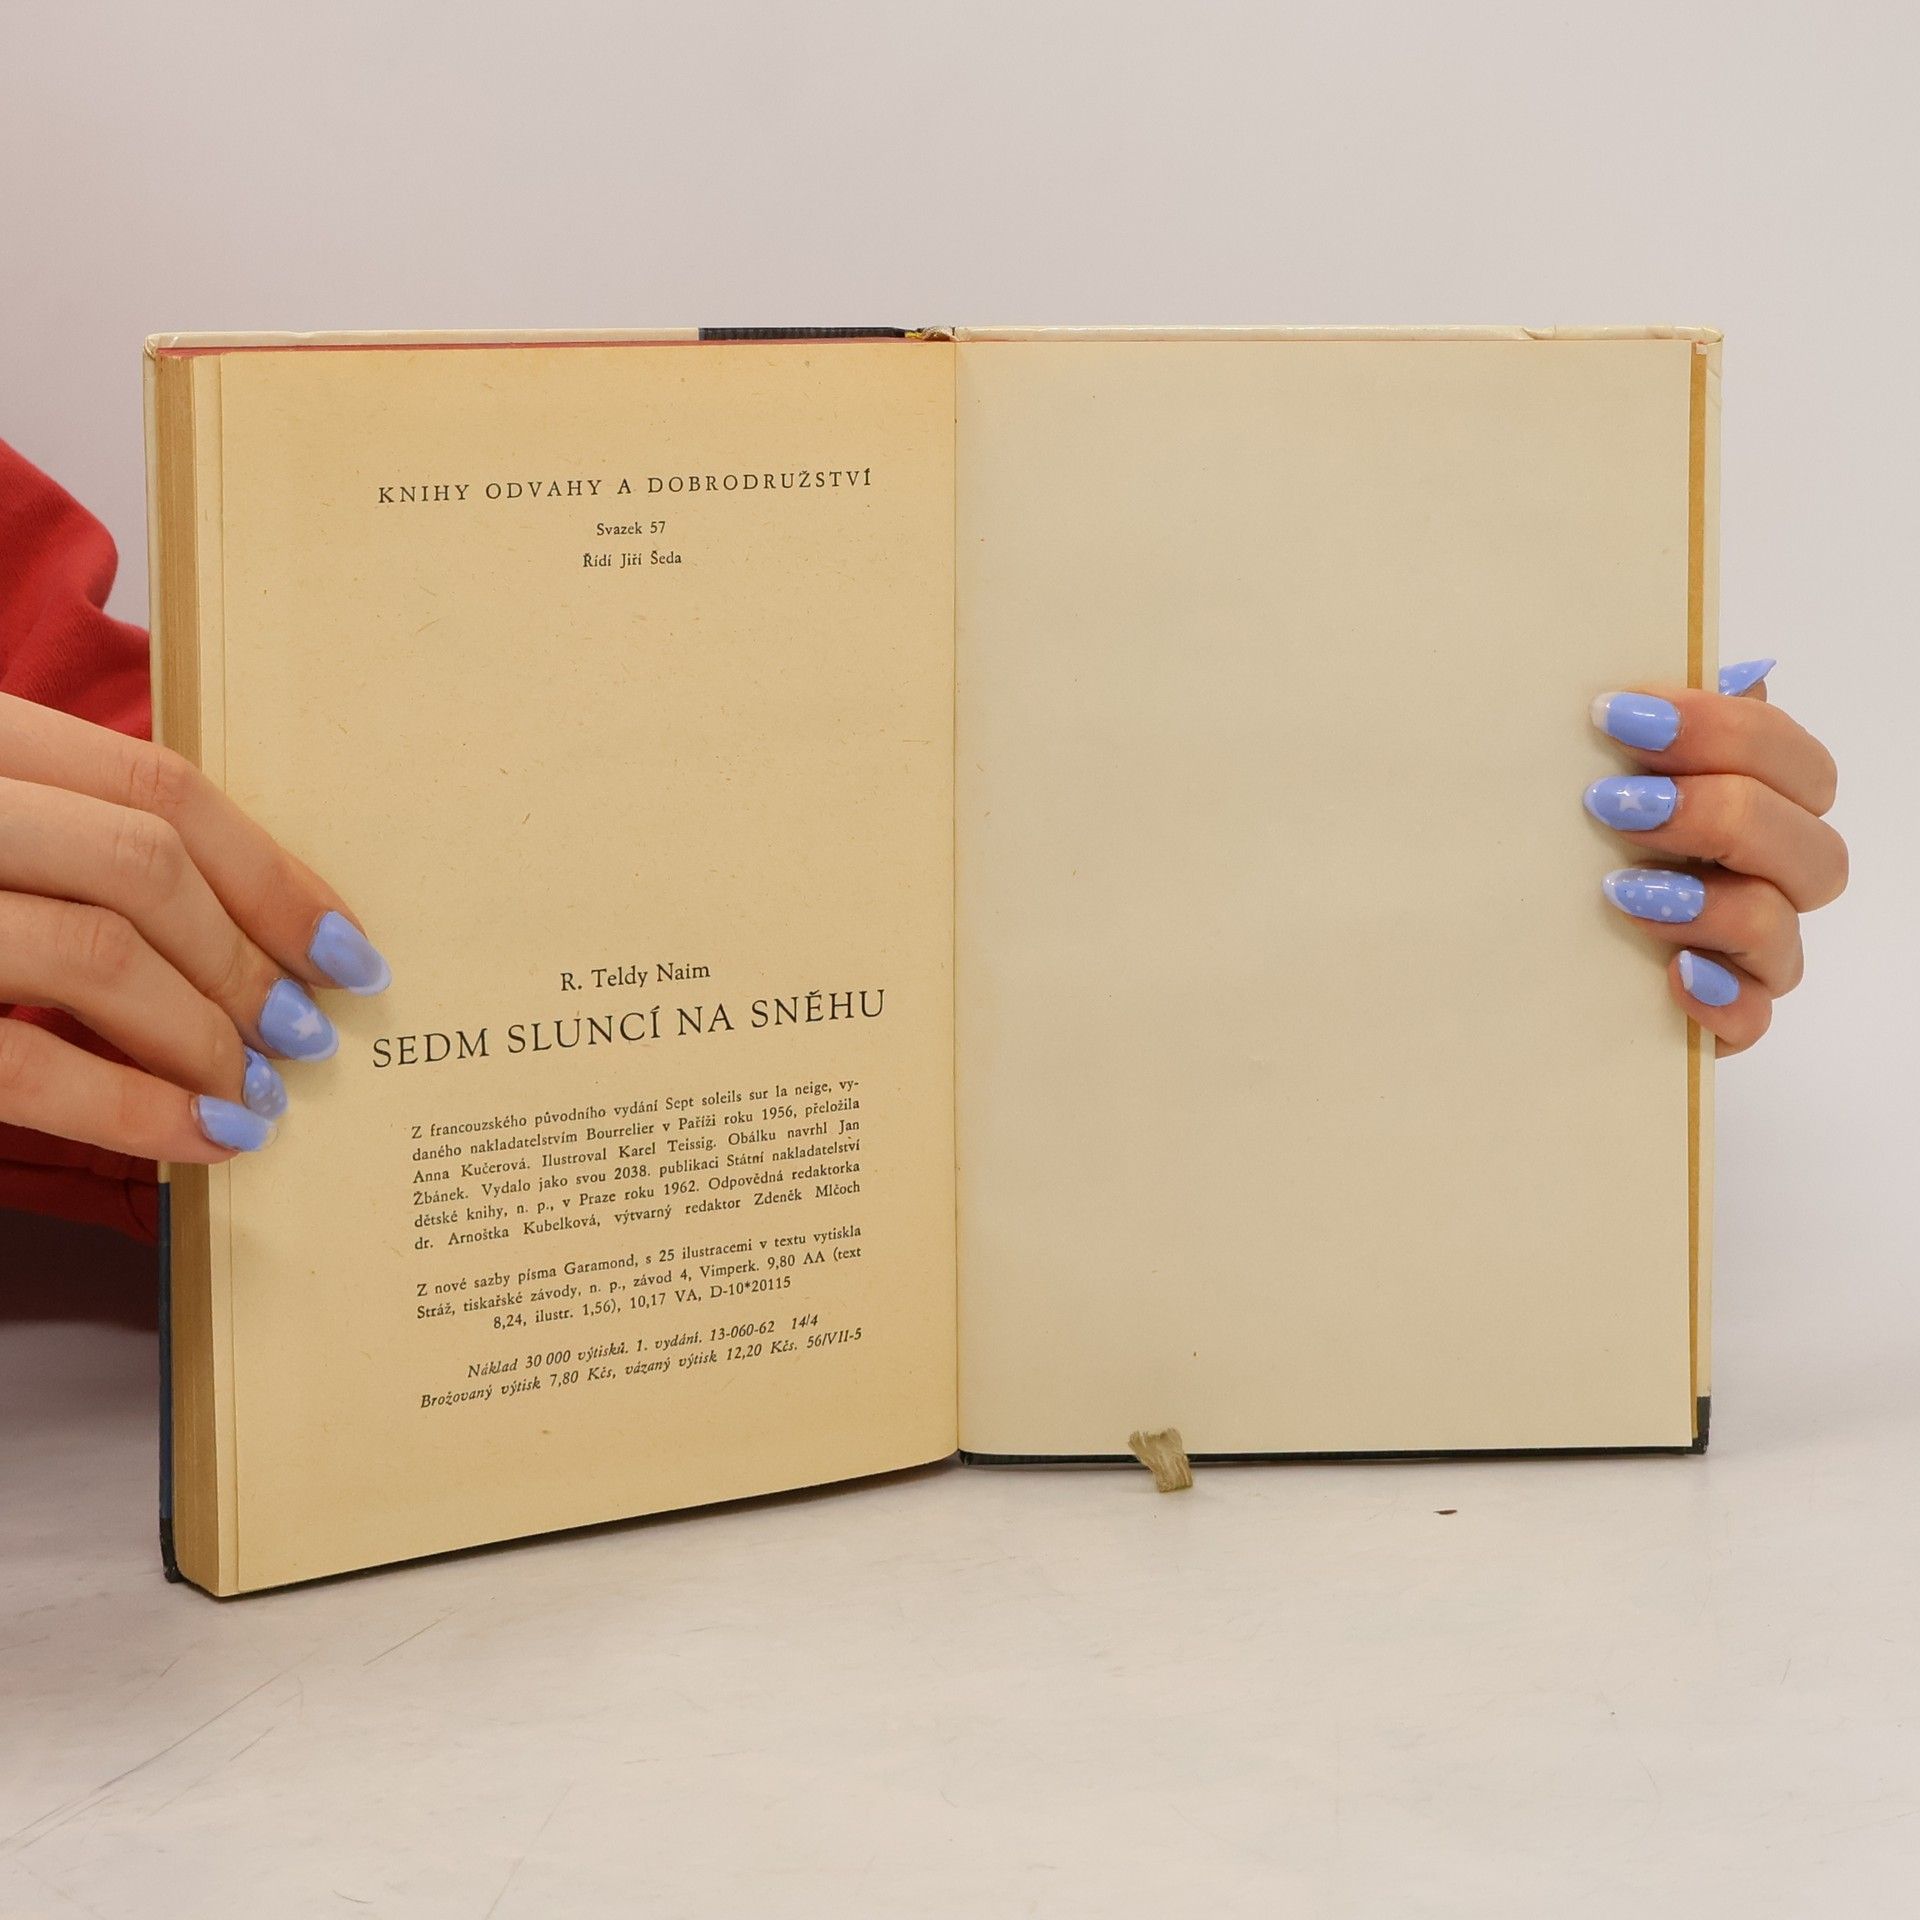 KNIHY ODVAHY A DOBRODRUŽSTVÍ
Svazek 57
Řídí Jiří Šeda
R. Teldy Naim
SEDM SLUNCÍ NA SNĚHU
Z francouzského původního vydání Sept soleils sur la neige, vy-
daného nakladatelstvím Bourrelier v Paříži roku 1956, přeložila
Anna Kučerová. Ilustroval Karel Teissig. Obálku navrhl Jan
Žbánek. Vydalo jako svou 2038. publikaci Státní nakladatelství
dětské knihy, n. p., v Praze roku 1962. Odpovědná redaktorka
dr. Arnoštka Kubelková, výtvarný redaktor Zdeněk Mlčoch
Z nové sazby písma Garamond, s 25 ilustracemi v textu vytiskla
Stráž, tiskařské závody, n. p., závod 4, Vimperk. 9,80 AA (text
8,24, ilustr. 1,56), 10,17 VA, D-10*20115
Náklad 30 000 výtisků. 1. vydání. 13-060-62 14/4
Brožovaný výtisk 7,80 Kčs, vázaný výtisk 12,20 Kčs. 56/VII-5